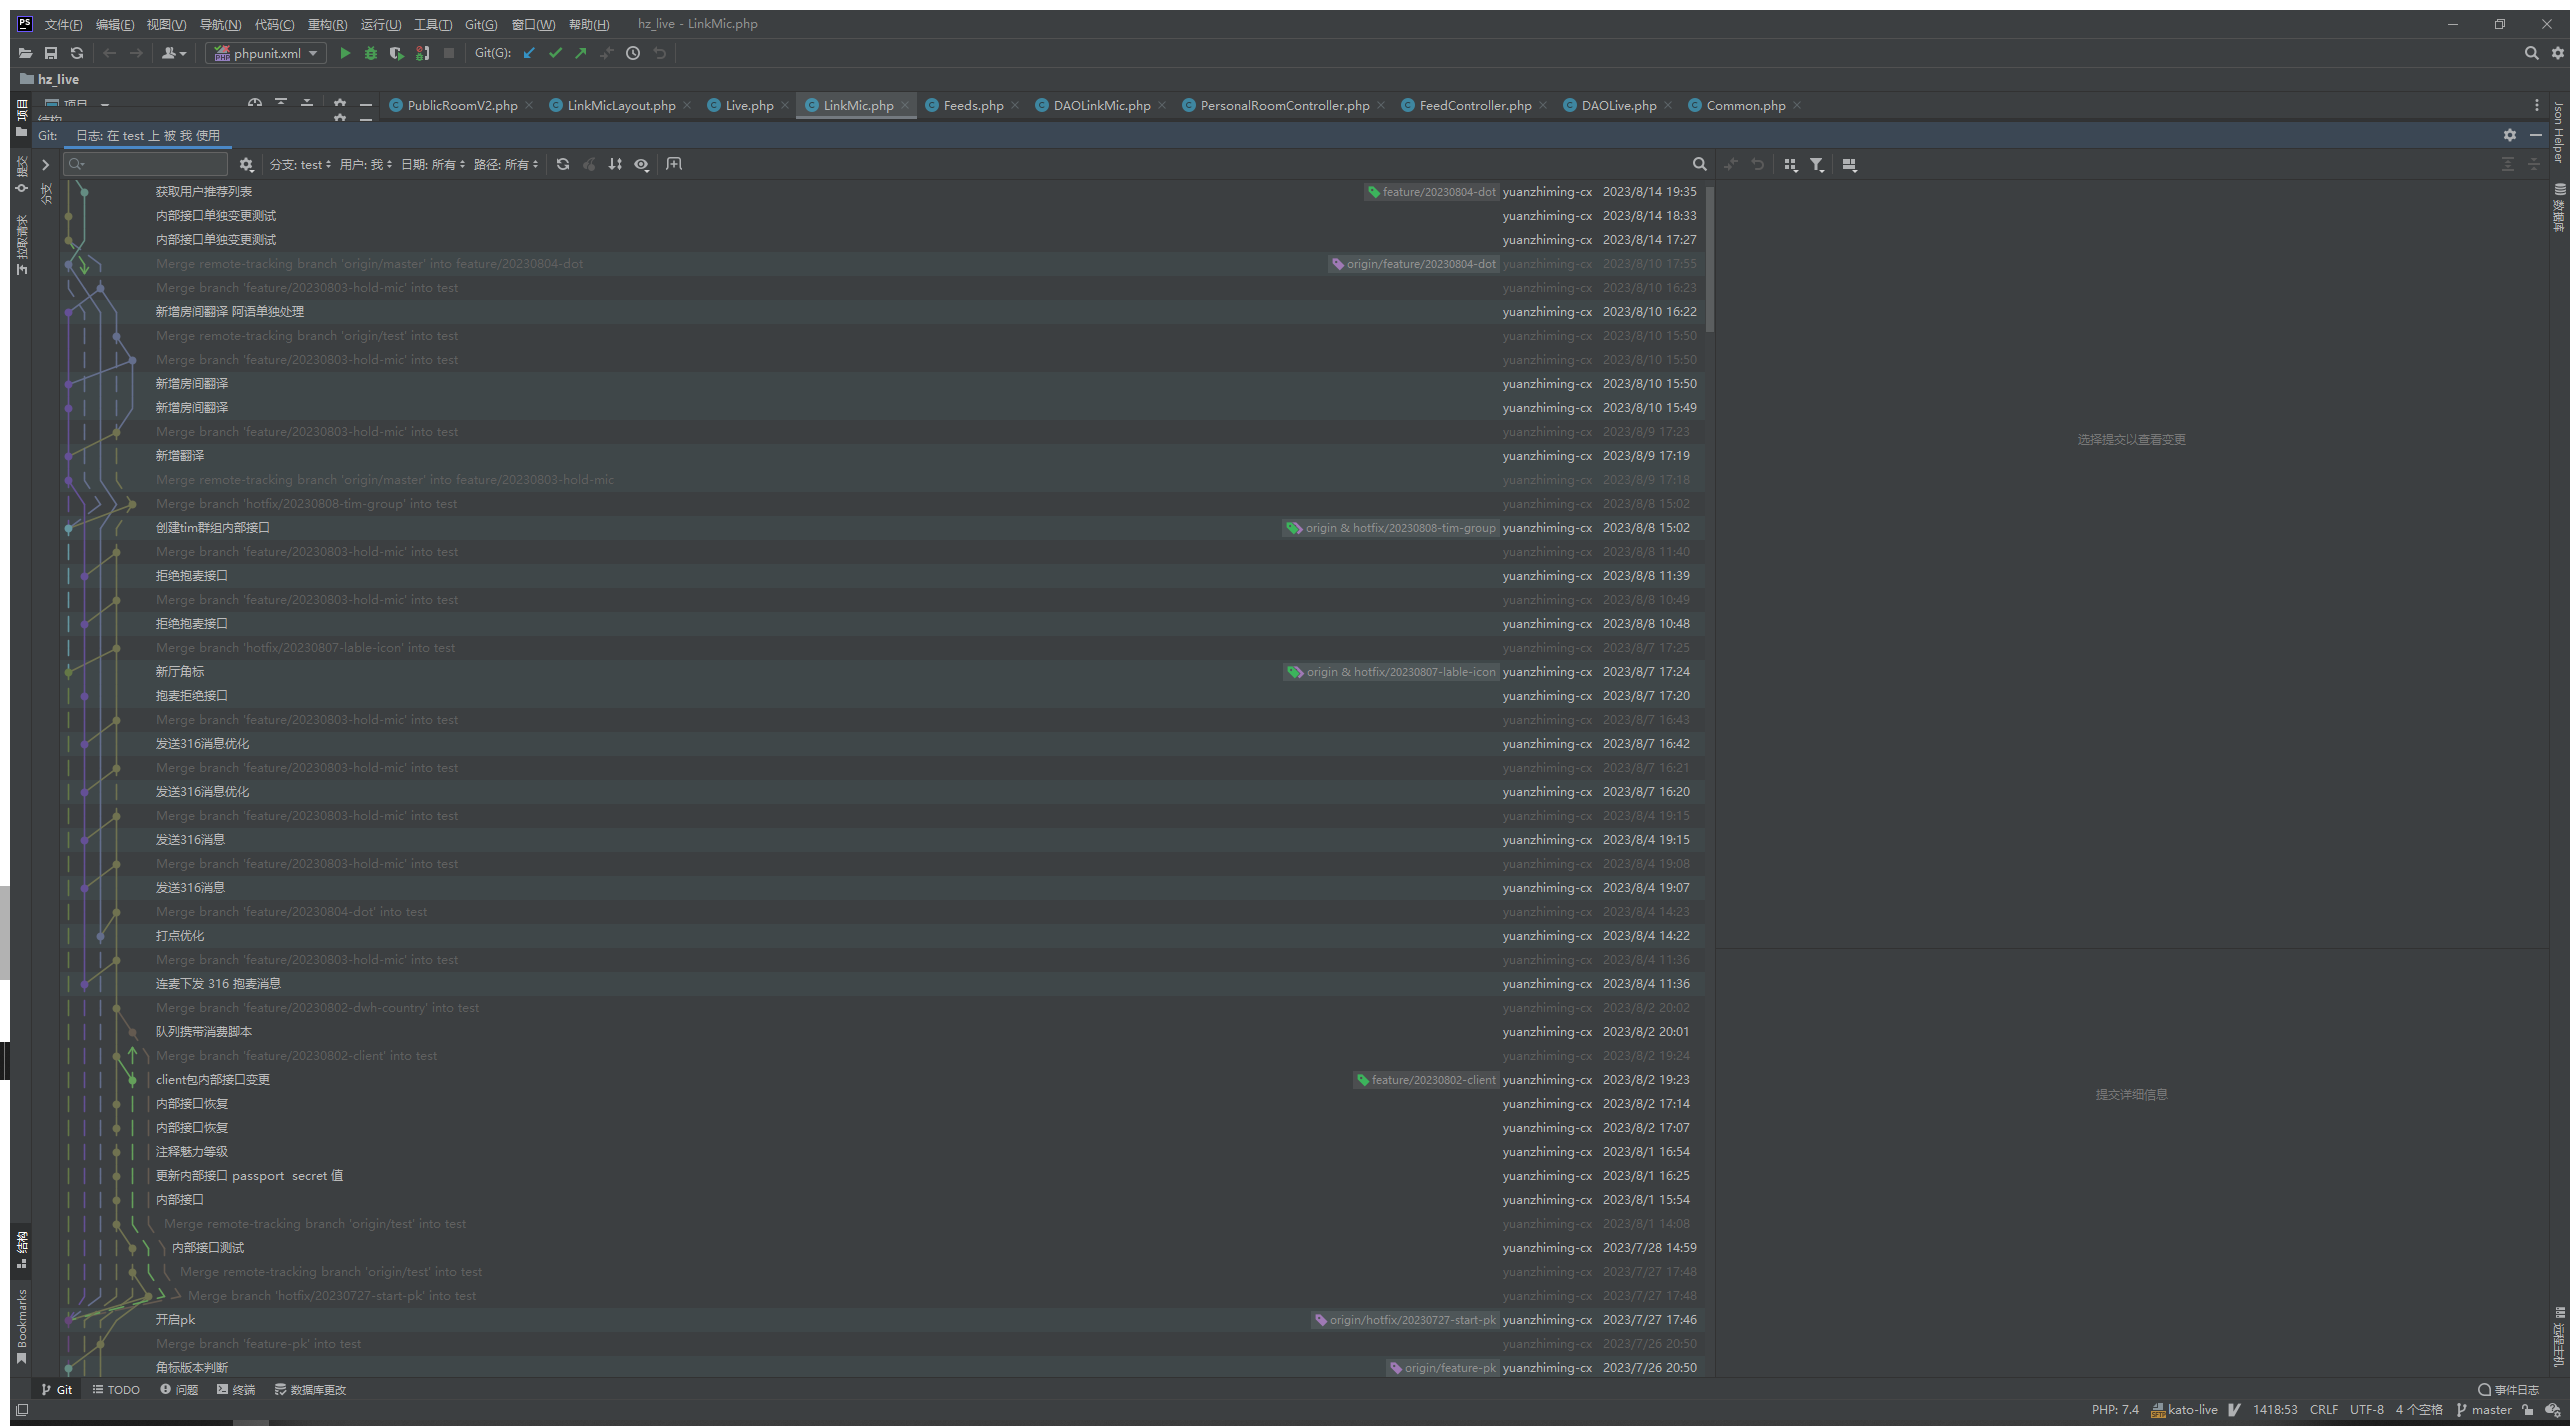 文件(F) 编辑(E) 视图(V) 导航(N) 代码(C) 重构(R) 运行(U) 工具(T) Git(G) 窗口(W) 帮助(H) hz_live - LinkMic.php
phpunit.xml Git(G):
hz_live
项目 PublicRoomV2.php LinkMicLayout.php Live.php LinkMic.php Feeds.php DAOLinkMic.php PersonalRoomController.php FeedController.php DAOLive.php Common.php
结构
Git: 日志: 在 test 上 被 我 使用
分支: test 用户: 我 日期: 所有 路径: 所有
获取用户推荐列表 feature/20230804-dot yuanzhiming-cx 2023/8/14 19:35
内部接口单独变更测试 yuanzhiming-cx 2023/8/14 18:33
内部接口单独变更测试 yuanzhiming-cx 2023/8/14 17:27
Merge remote-tracking branch 'origin/master' into feature/20230804-dot origin/feature/20230804-dot yuanzhiming-cx 2023/8/10 17:55
Merge branch 'feature/20230803-hold-mic' into test yuanzhiming-cx 2023/8/10 16:23
新增房间翻译 阿语单独处理 yuanzhiming-cx 2023/8/10 16:22
Merge remote-tracking branch 'origin/test' into test yuanzhiming-cx 2023/8/10 15:50
Merge branch 'feature/20230803-hold-mic' into test yuanzhiming-cx 2023/8/10 15:50
新增房间翻译 yuanzhiming-cx 2023/8/10 15:50
新增房间翻译 yuanzhiming-cx 2023/8/10 15:49
Merge branch 'feature/20230803-hold-mic' into test yuanzhiming-cx 2023/8/9 17:23
新增翻译 yuanzhiming-cx 2023/8/9 17:19
Merge remote-tracking branch 'origin/master' into feature/20230803-hold-mic yuanzhiming-cx 2023/8/9 17:18
Merge branch 'hotfix/20230808-tim-group' into test yuanzhiming-cx 2023/8/8 15:02
创建tim群组内部接口 origin & hotfix/20230808-tim-group yuanzhiming-cx 2023/8/8 15:02
Merge branch 'feature/20230803-hold-mic' into test yuanzhiming-cx 2023/8/8 11:40
拒绝抱麦接口 yuanzhiming-cx 2023/8/8 11:39
Merge branch 'feature/20230803-hold-mic' into test yuanzhiming-cx 2023/8/8 10:49
拒绝抱麦接口 yuanzhiming-cx 2023/8/8 10:48
Merge branch 'hotfix/20230807-lable-icon' into test yuanzhiming-cx 2023/8/7 17:25
新厅角标 origin & hotfix/20230807-lable-icon yuanzhiming-cx 2023/8/7 17:24
抱麦拒绝接口 yuanzhiming-cx 2023/8/7 17:20
Merge branch 'feature/20230803-hold-mic' into test yuanzhiming-cx 2023/8/7 16:43
发送316消息优化 yuanzhiming-cx 2023/8/7 16:42
Merge branch 'feature/20230803-hold-mic' into test yuanzhiming-cx 2023/8/7 16:21
发送316消息优化 yuanzhiming-cx 2023/8/7 16:20
Merge branch 'feature/20230803-hold-mic' into test yuanzhiming-cx 2023/8/4 19:15
发送316消息 yuanzhiming-cx 2023/8/4 19:15
Merge branch 'feature/20230803-hold-mic' into test yuanzhiming-cx 2023/8/4 19:08
发送316消息 yuanzhiming-cx 2023/8/4 19:07
Merge branch 'feature/20230804-dot' into test yuanzhiming-cx 2023/8/4 14:23
打点优化 yuanzhiming-cx 2023/8/4 14:22
Merge branch 'feature/20230803-hold-mic' into test yuanzhiming-cx 2023/8/4 11:36
连麦下发 316 抱麦消息 yuanzhiming-cx 2023/8/4 11:36
Merge branch 'feature/20230802-dwh-country' into test yuanzhiming-cx 2023/8/2 20:02
队列携带消费脚本 yuanzhiming-cx 2023/8/2 20:01
Merge branch 'feature/20230802-client' into test yuanzhiming-cx 2023/8/2 19:24
client包内部接口变更 feature/20230802-client yuanzhiming-cx 2023/8/2 19:23
内部接口恢复 yuanzhiming-cx 2023/8/2 17:14
内部接口恢复 yuanzhiming-cx 2023/8/2 17:07
注释魅力等级 yuanzhiming-cx 2023/8/1 16:54
更新内部接口 passport secret 值 yuanzhiming-cx 2023/8/1 16:25
内部接口 yuanzhiming-cx 2023/8/1 15:54
Merge remote-tracking branch 'origin/test' into test yuanzhiming-cx 2023/8/1 14:08
内部接口测试 yuanzhiming-cx 2023/7/28 14:59
Merge remote-tracking branch 'origin/test' into test yuanzhiming-cx 2023/7/27 17:48
Merge branch 'hotfix/20230727-start-pk' into test yuanzhiming-cx 2023/7/27 17:48
开启pk origin/hotfix/20230727-start-pk yuanzhiming-cx 2023/7/27 17:46
Merge branch 'feature-pk' into test yuanzhiming-cx 2023/7/26 20:50
角标版本判断 origin/feature-pk yuanzhiming-cx 2023/7/26 20:50
选择提交以查看变更
提交详细信息
项目
提交
拉取请求
分支
结构
Bookmarks
Json Helper
数据库
远程主机
Git TODO 问题 终端 数据库更改 事件日志
PHP: 7.4 kato-live 1418:53 CRLF UTF-8 4 个空格 master